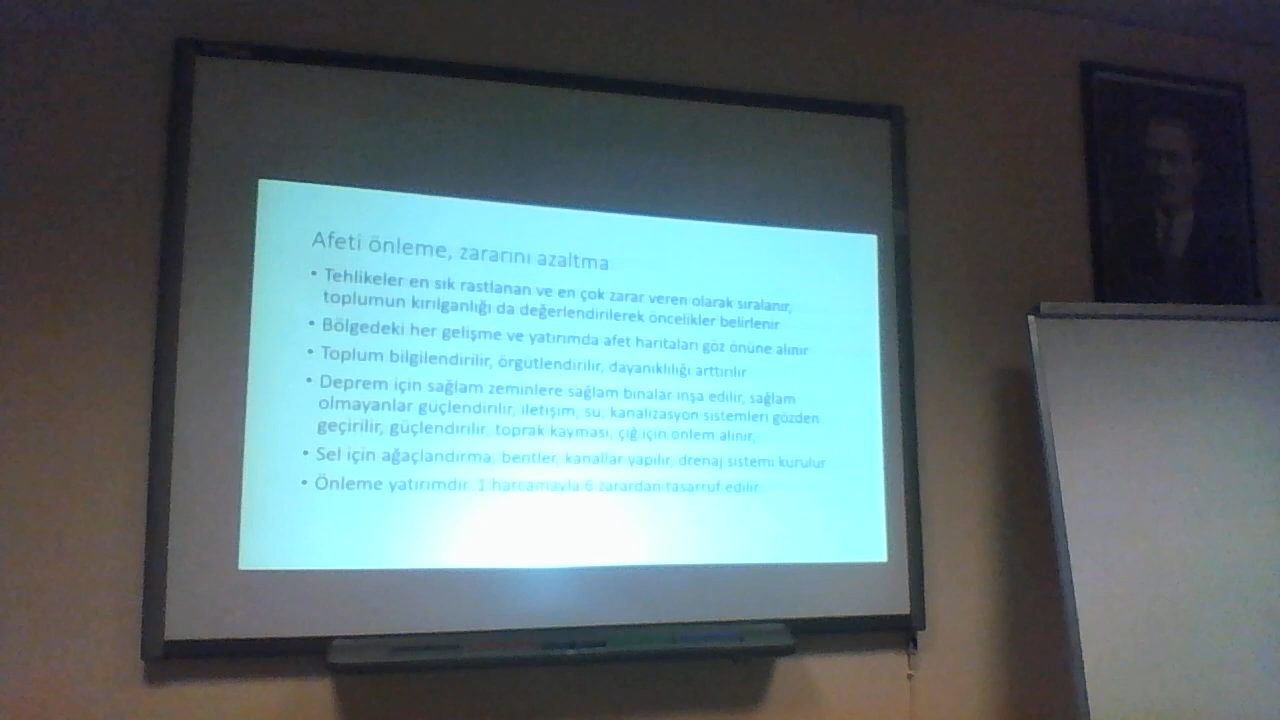 Afeti önleme, zararını azaltma
• Tehlikeler en sık rastlanan ve en çok zarar veren olarak sıralanır,
toplumun kırılganlığı da değerlendirilerek öncelikler belirlenir
• Bölgedeki her gelişme ve yatırımda afet haritaları göz önüne alınır
• Toplum bilgilendirilir, örgütlendirilir, dayanıklılığı arttırılır
• Deprem için sağlam zeminlere sağlam binalar inşa edilir, sağlam
olmayanlar güçlendirilir, iletişim, su, kanalizasyon sistemleri gözden
geçirilir, güçlendirilir, toprak kayması, çığ için önlem alınır,
• Sel için ağaçlandırma, bentler, kanallar yapılır, drenaj sistemi kurulur
• Önleme yatırımdır. 1 harcamayla 6 zarardan tasarruf edilir.